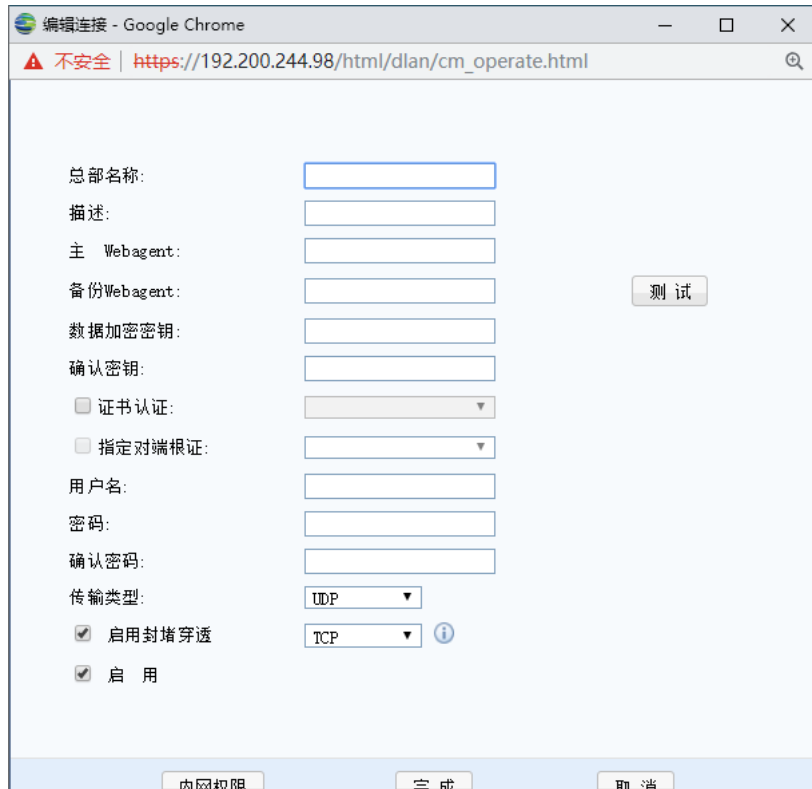 编辑连接 - Google Chrome
不安全 | https://192.200.244.98/html/dlan/cm_operate.html
总部名称:
描述:
主 Webagent:
备份Webagent:
测 试
数据加密密钥:
确认密钥:
证书认证:
指定对端根证:
用户名:
密码:
确认密码:
传输类型: UDP
启用封堵穿透 TCP
启 用
内网权限 完 成 取 消